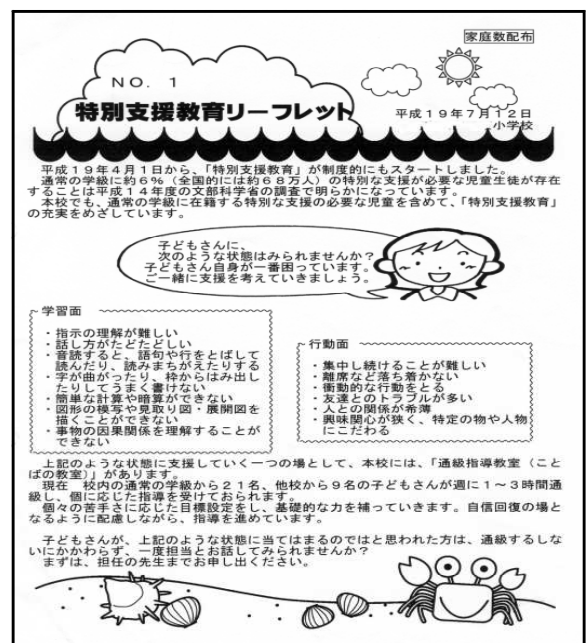 家庭数配布
NO. 1
特別支援教育リーフレット
平成19年7月12日
小学校
平成19年4月1日から、「特別支援教育」が制度的にもスタートしました。
通常の学級に約6%(全国的には約68万人)の特別な支援が必要な児童生徒が存在
することは平成14年度の文部科学省の調査で明らかになっています。
本校でも、通常の学級に在籍する特別な支援の必要な児童を含めて、「特別支援教育」
の充実をめざしています。
子どもさんに、
次のような状態はみられませんか?
子どもさん自身が一番困っています。
ご一緒に支援を考えていきましょう。
学習面
・指示の理解が難しい
・話し方がたどたどしい
・音読すると、語句や行をとばして
読んだり、読みまちがえたりする
・字が曲がったり、枠からはみ出し
たりしてうまく書けない
・簡単な計算や暗算ができない
・図形の模写や見取り図・展開図を
描くことができない
・事物の因果関係を理解することが
できない
行動面
・集中し続けることが難しい
・離席など落ち着かない
・衝動的な行動をとる
・友達とのトラブルが多い
・人との関係が希薄
・興味関心が狭く、特定の物や人物
にこだわる
上記のような状態に支援していく一つの場として、本校には、「通級指導教室(こと
ばの教室)」があります。
現在 校内の通常の学級から21名、他校から9名の子どもさんが週に1~3時間通
級し、個に応じた指導を受けておられます。
個々の苦手さに応じた目標設定をし、基礎的な力を補っていきます。自信回復の場と
なるように配慮しながら、指導を進めています。
子どもさんが、上記のような状態に当てはまるのではと思われた方は、通級するしな
いにかかわらず、一度担当とお話してみられませんか?
まずは、担任の先生までお申し出ください。